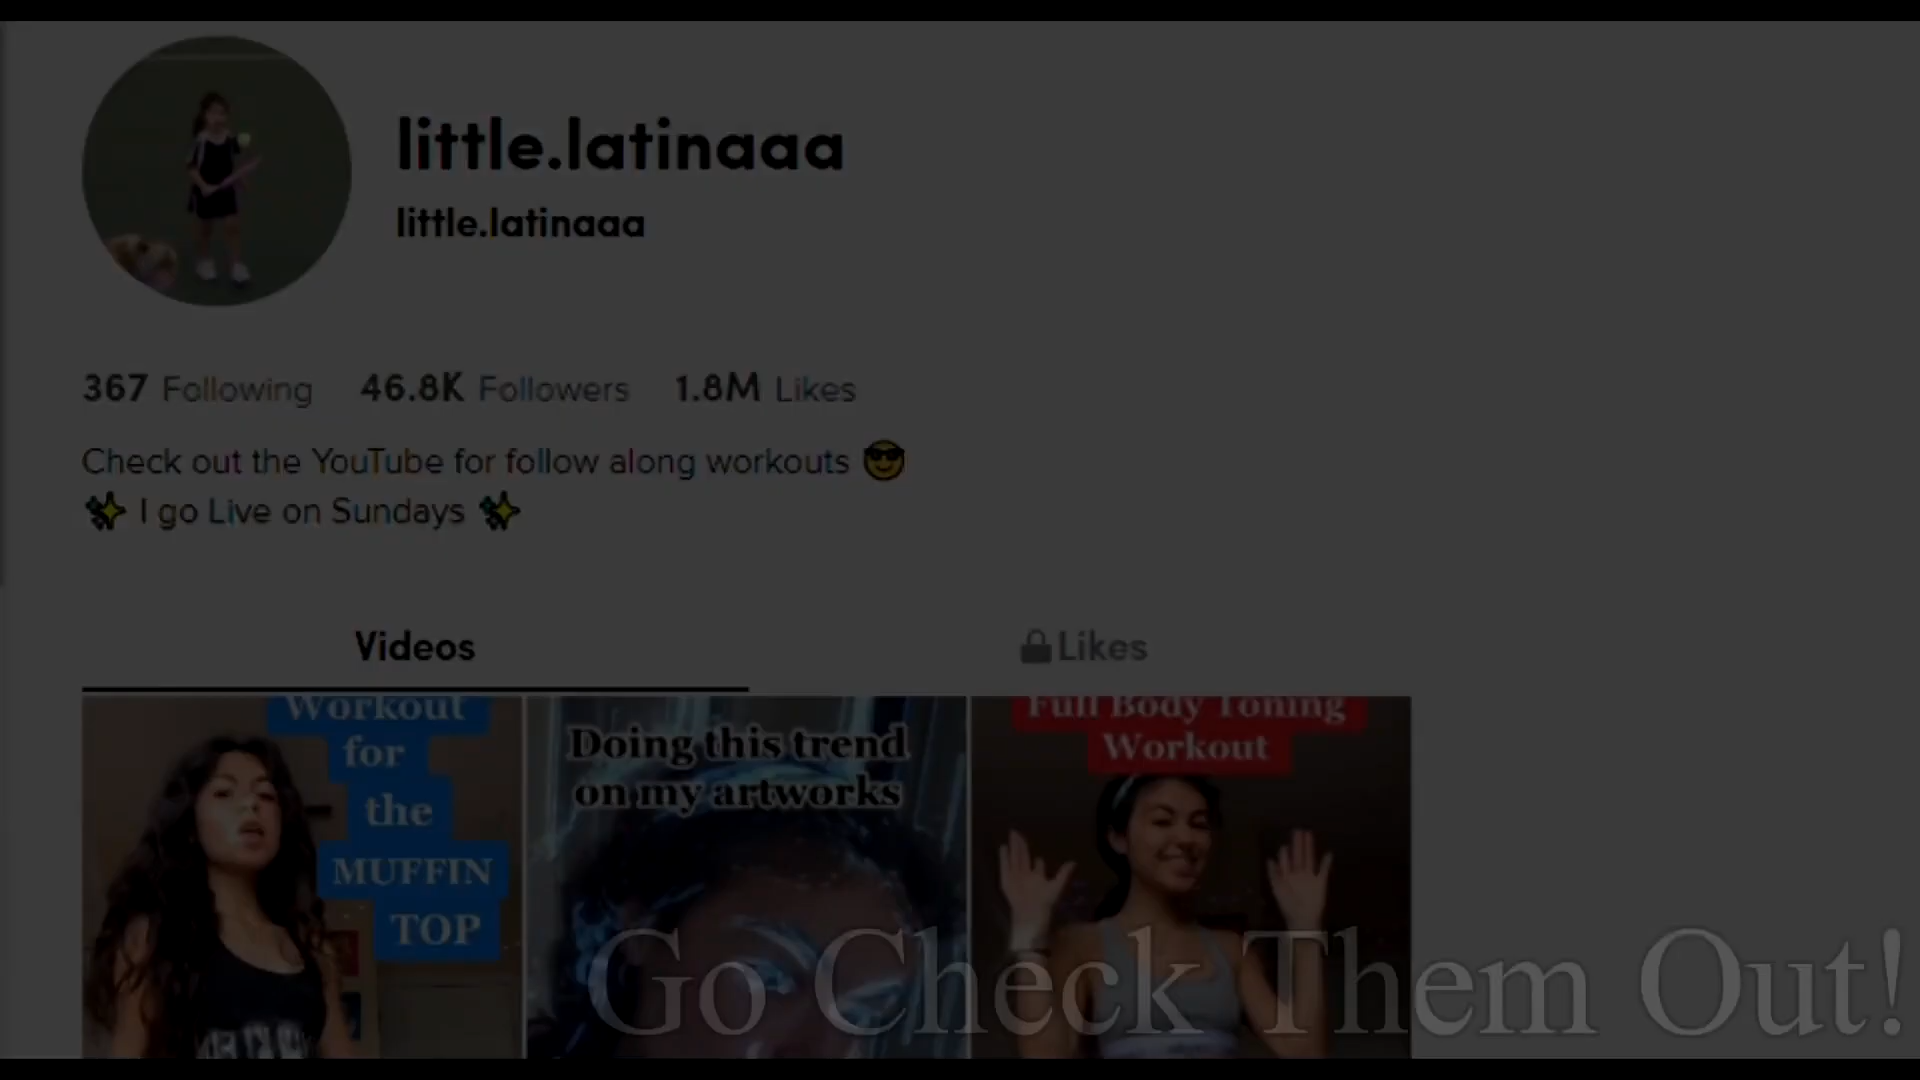 little.latinaaa
little.latinaaa
367 Following 46.8K Followers 1.8M Likes
Check out the YouTube for follow along workouts 😎
✨ I go Live on Sundays ✨
Videos
Likes
Workout
for
the
MUFFIN
TOP
Doing this trend
on my artworks
Full Body Toning
Workout
Go Check Them Out!